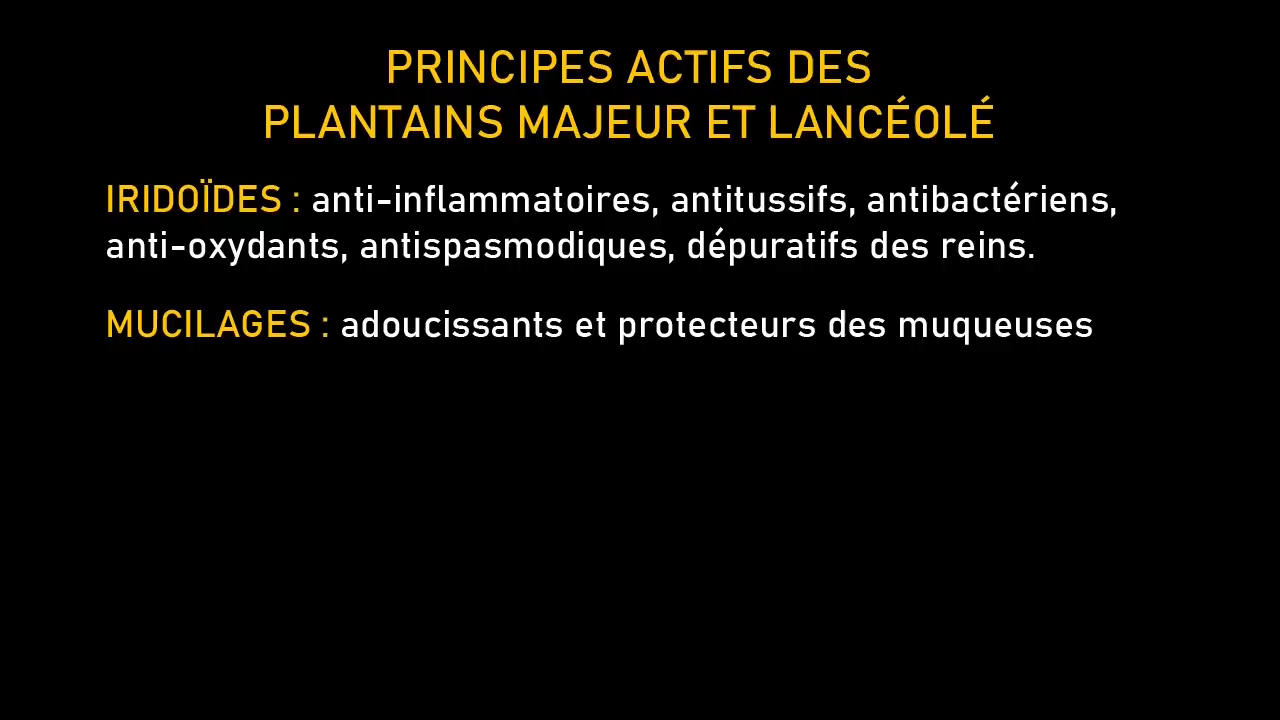 PRINCIPES ACTIFS DES
PLANTAINS MAJEUR ET LANCÉOLÉ
IRIDOÏDES : anti-inflammatoires, antitussifs, antibactériens,
anti-oxydants, antispasmodiques, dépuratifs des reins.
MUCILAGES : adoucissants et protecteurs des muqueuses